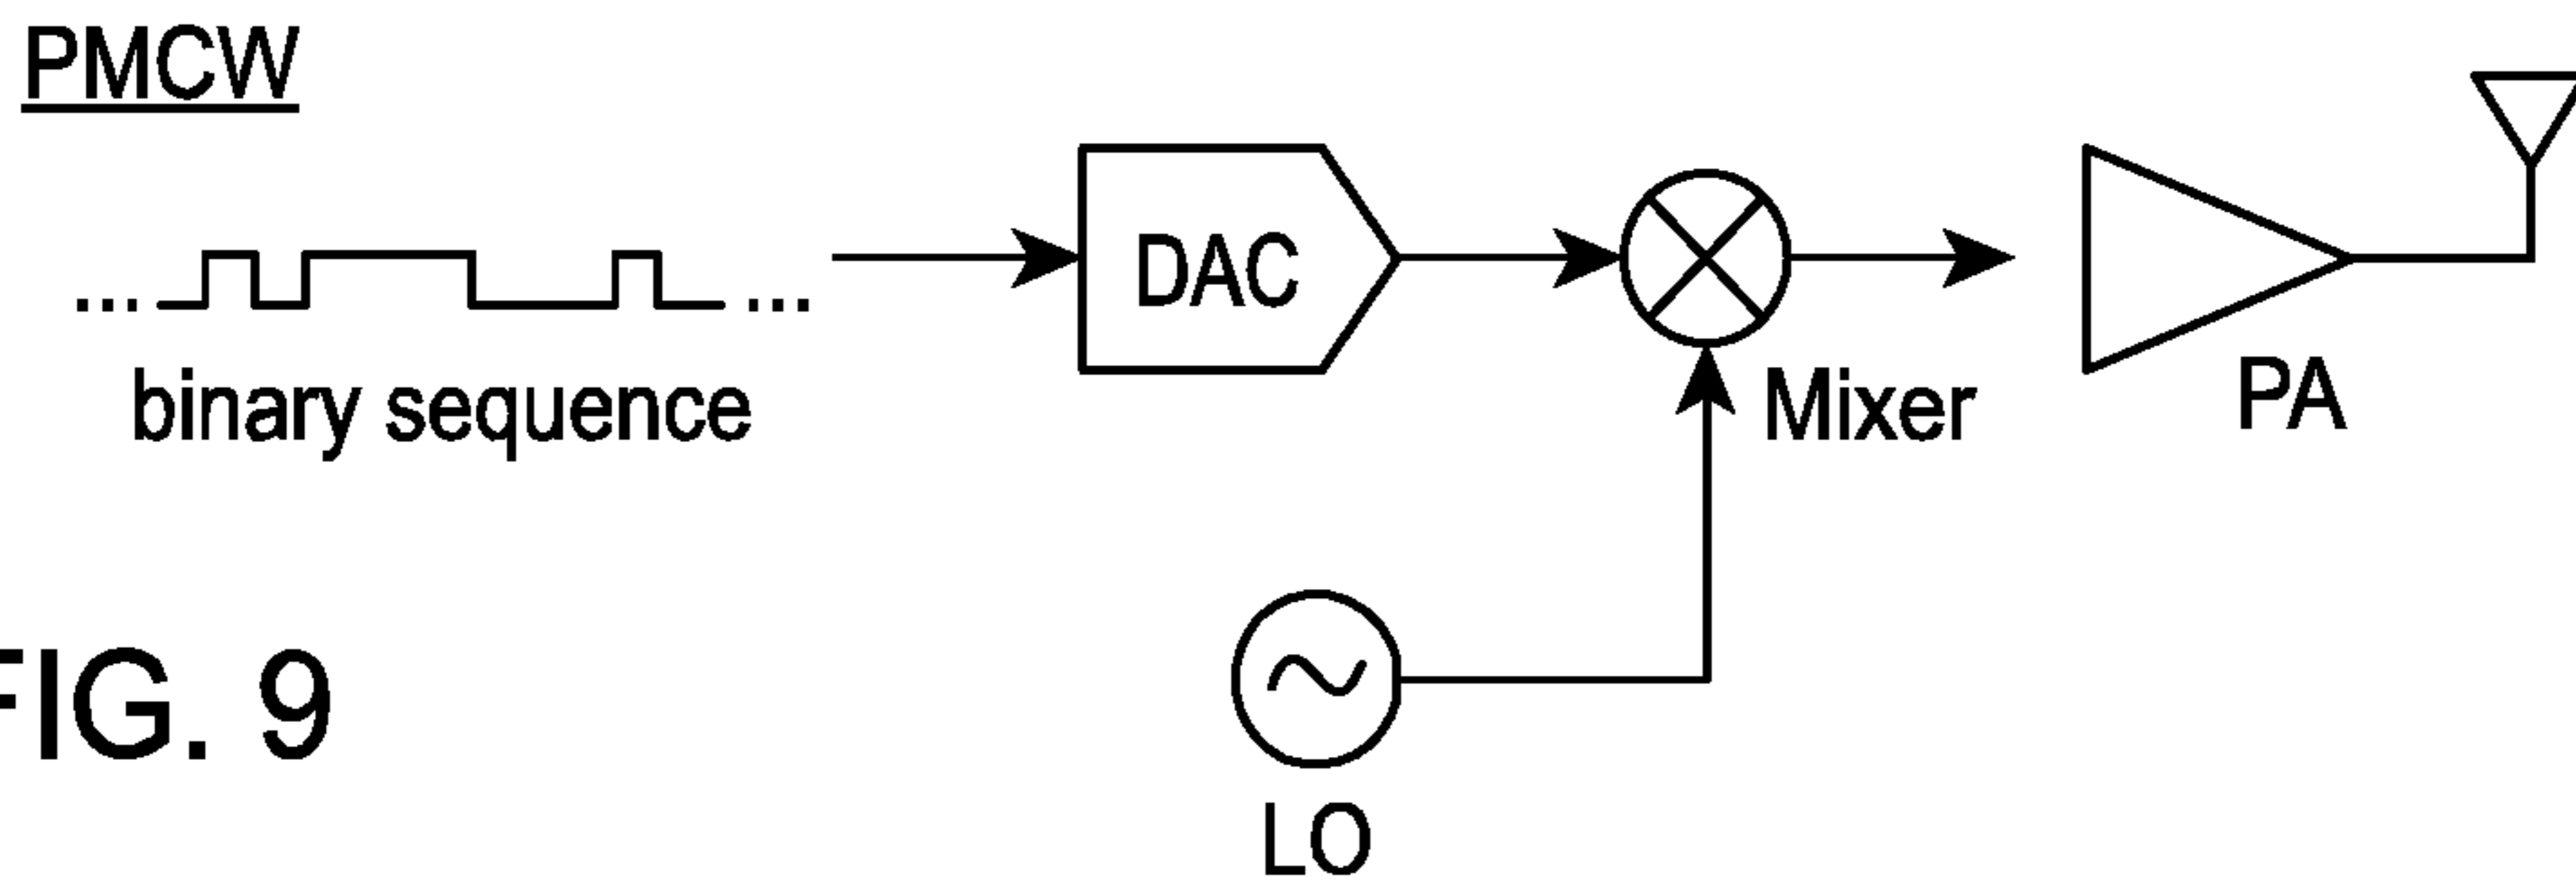 PMCW
... ...
binary sequence
DAC
Mixer
PA
LO
FIG. 9